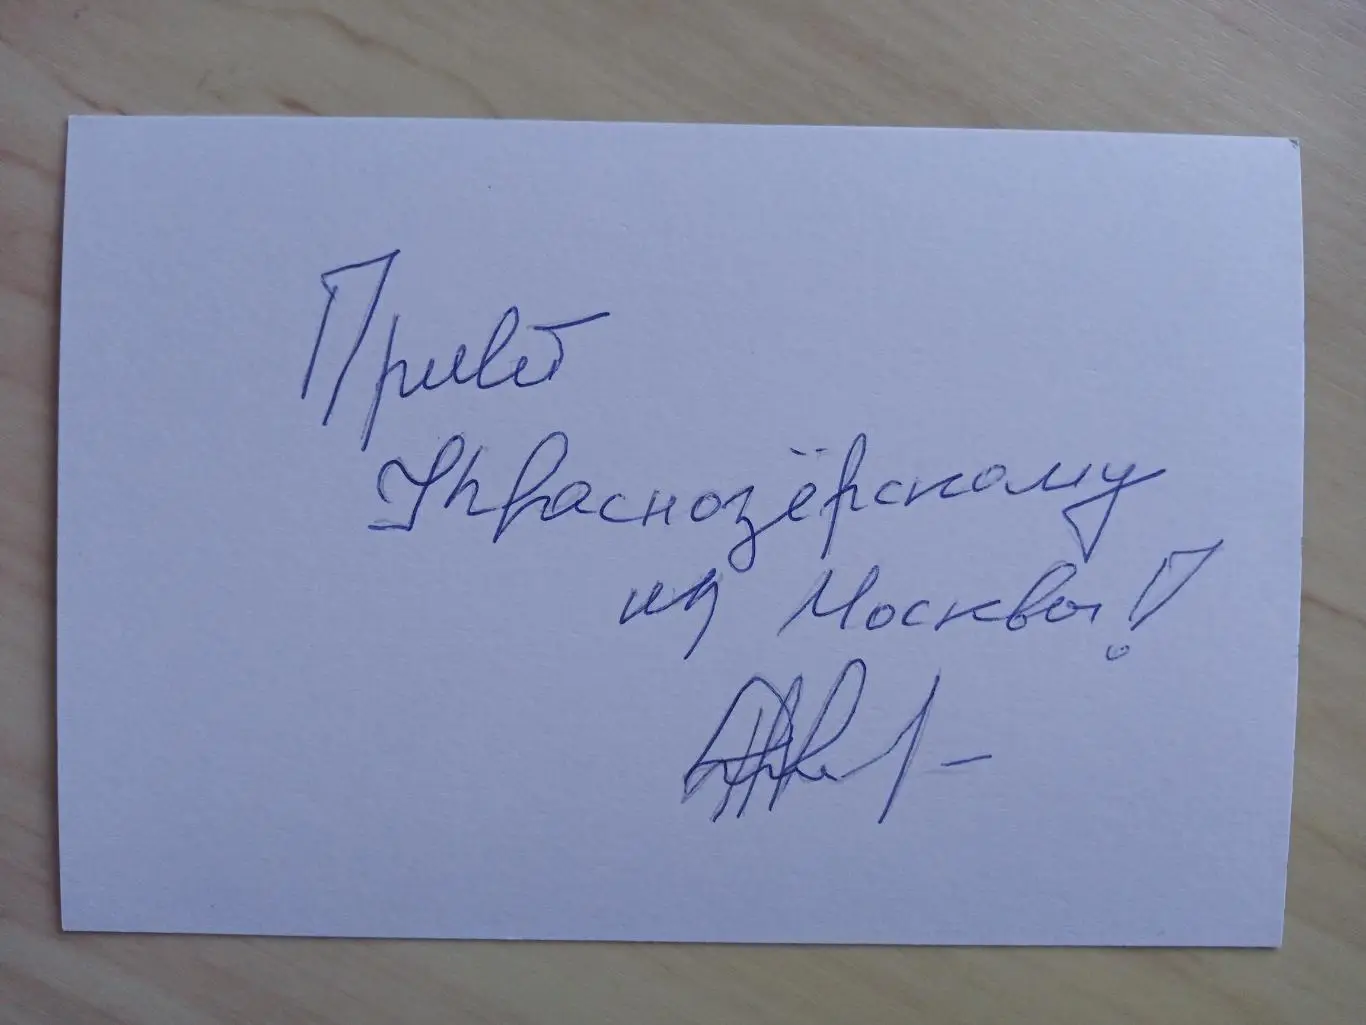 Привет
Краснозёрскому
из Москвы!